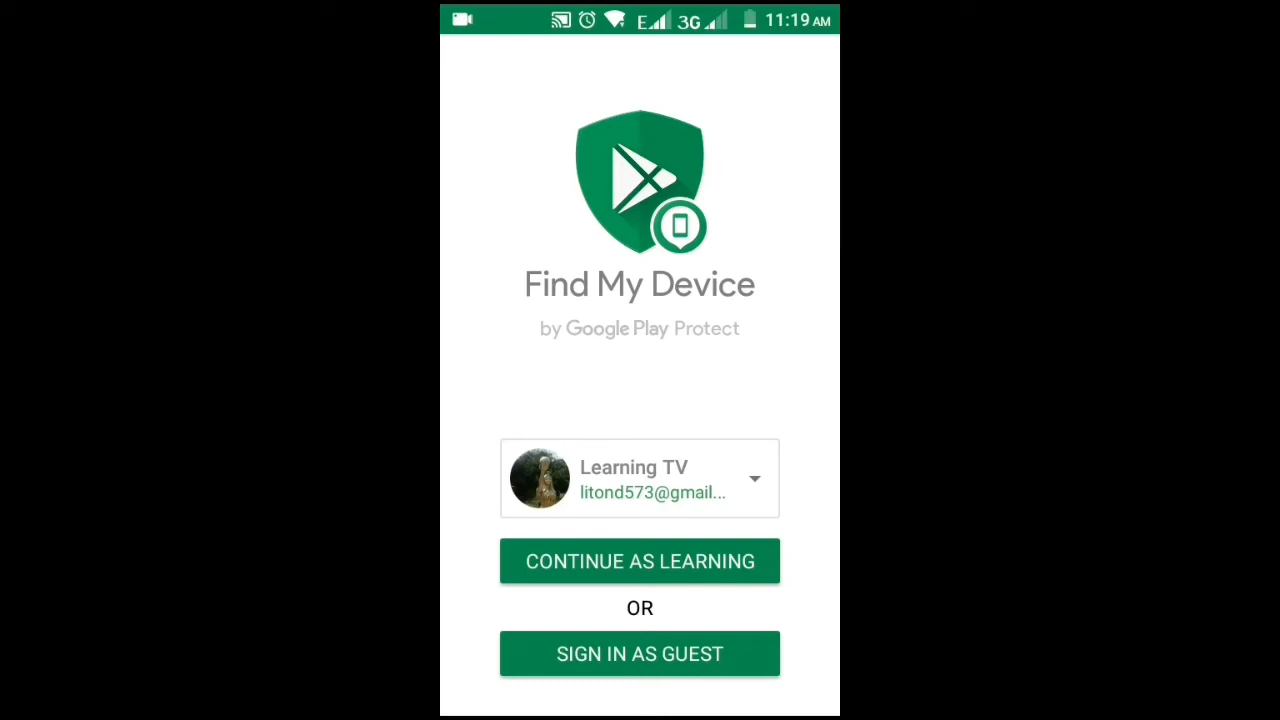 E 3G 11:19 AM
Find My Device
by Google Play Protect
Learning TV
litond573@gmail...
CONTINUE AS LEARNING
OR
SIGN IN AS GUEST